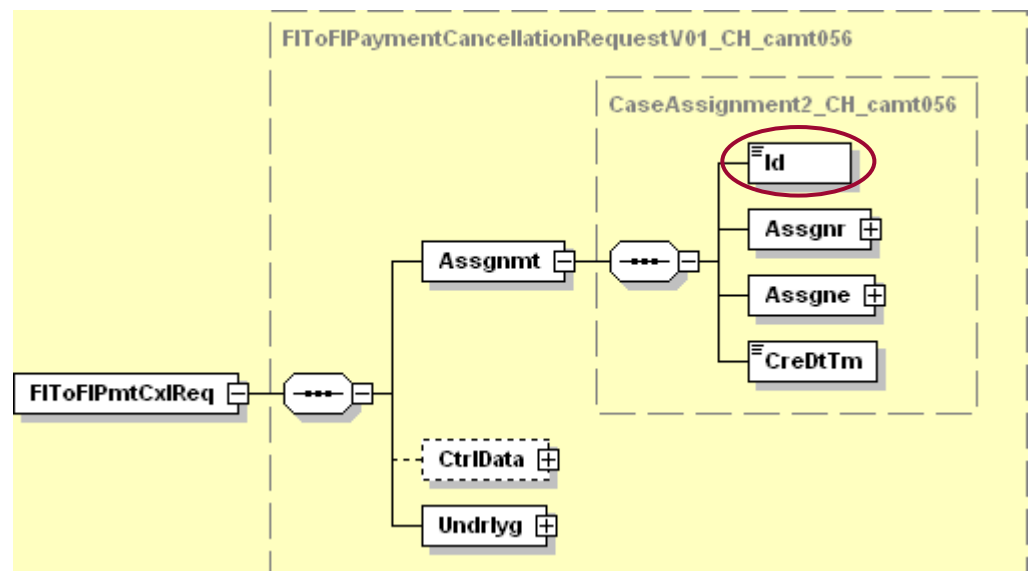 FIToFIPaymentCancellationRequestV01_CH_camt056
CaseAssignment2_CH_camt056
Id
Assgnr
Assgnmt
Assgne
CreDtTm
FIToFIPmtCxlReq
CtrlData
Undrlyg